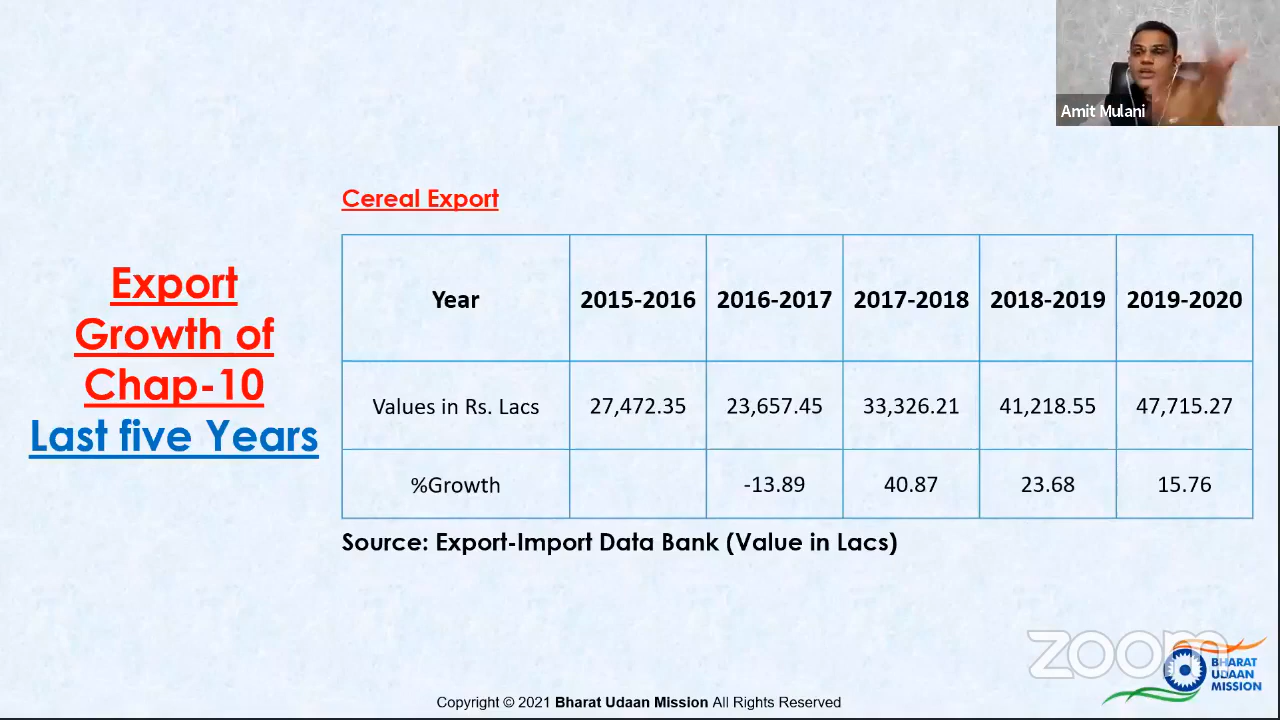 Amit Mulani
Cereal Export
Export
Growth of
Chap-10
Last five Years
Year 2015-2016 2016-2017 2017-2018 2018-2019 2019-2020
Values in Rs. Lacs 27,472.35 23,657.45 33,326.21 41,218.55 47,715.27
%Growth -13.89 40.87 23.68 15.76
Source: Export-Import Data Bank (Value in Lacs)
zoom
BHARAT
UDAAN
MISSION
Copyright © 2021 Bharat Udaan Mission All Rights Reserved